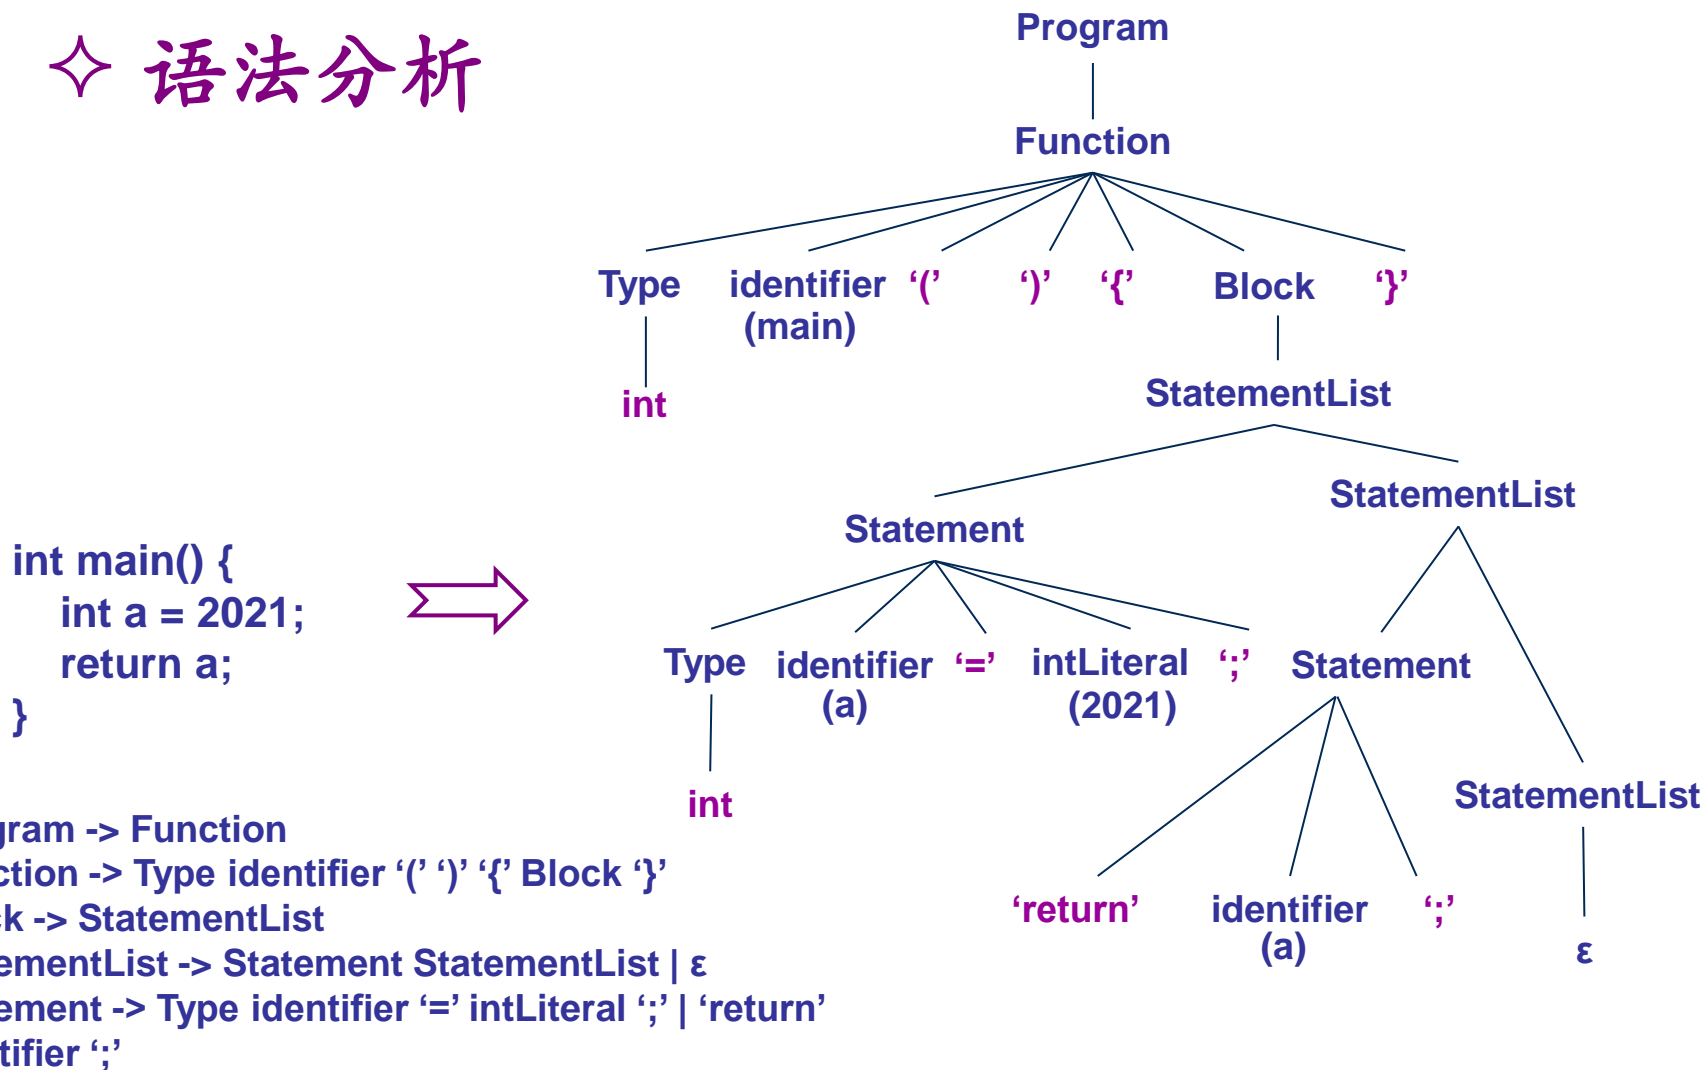 ✧ 语法分析
Program
Function
Type identifier ‘(’ ‘)’ ‘{’ Block ‘}’
(main)
int
StatementList
StatementList
Statement
int main() {
int a = 2021;
return a;
}
Type identifier ‘=’ intLiteral ‘;’ Statement
(a) (2021)
int
StatementList
‘return’ identifier ‘;’
(a)
ε
gram -> Function
ction -> Type identifier ‘(’ ‘)’ ‘{’ Block ‘}’
ck -> StatementList
ementList -> Statement StatementList | ε
ement -> Type identifier ‘=’ intLiteral ‘;’ | ‘return’
tifier ‘;’